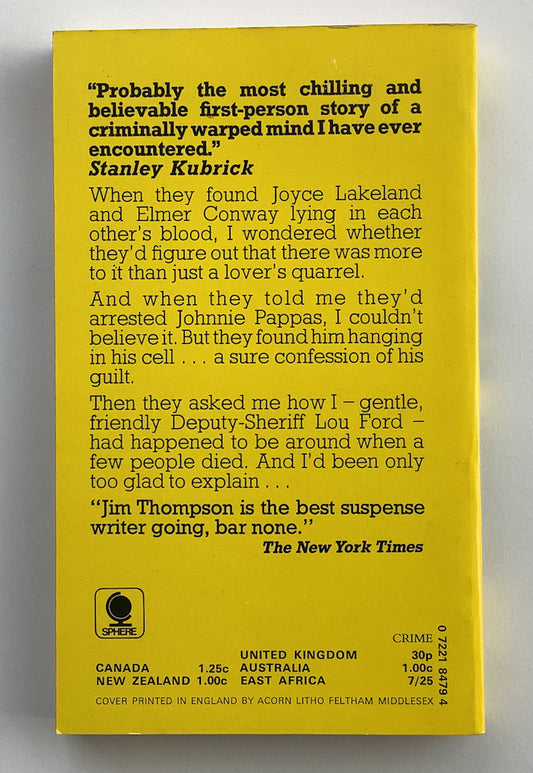 “Probably the most chilling and
believable first-person story of a
criminally warped mind I have ever
encountered.”
Stanley Kubrick
When they found Joyce Lakeland
and Elmer Conway lying in each
other’s blood, I wondered whether
they’d figure out that there was more
to it than just a lover’s quarrel.
And when they told me they’d
arrested Johnnie Pappas, I couldn’t
believe it. But they found him hanging
in his cell . . . a sure confession of his
guilt.
Then they asked me how I – gentle,
friendly Deputy-Sheriff Lou Ford –
had happened to be around when a
few people died. And I’d been only
too glad to explain . . .
“Jim Thompson is the best suspense
writer going, bar none.”
The New York Times
SPHERE
CRIME
UNITED KINGDOM 30p
CANADA 1.25c AUSTRALIA 1.00c
NEW ZEALAND 1.00c EAST AFRICA 7/25
COVER PRINTED IN ENGLAND BY ACORN LITHO FELTHAM MIDDLESEX
0 7221 8479 4